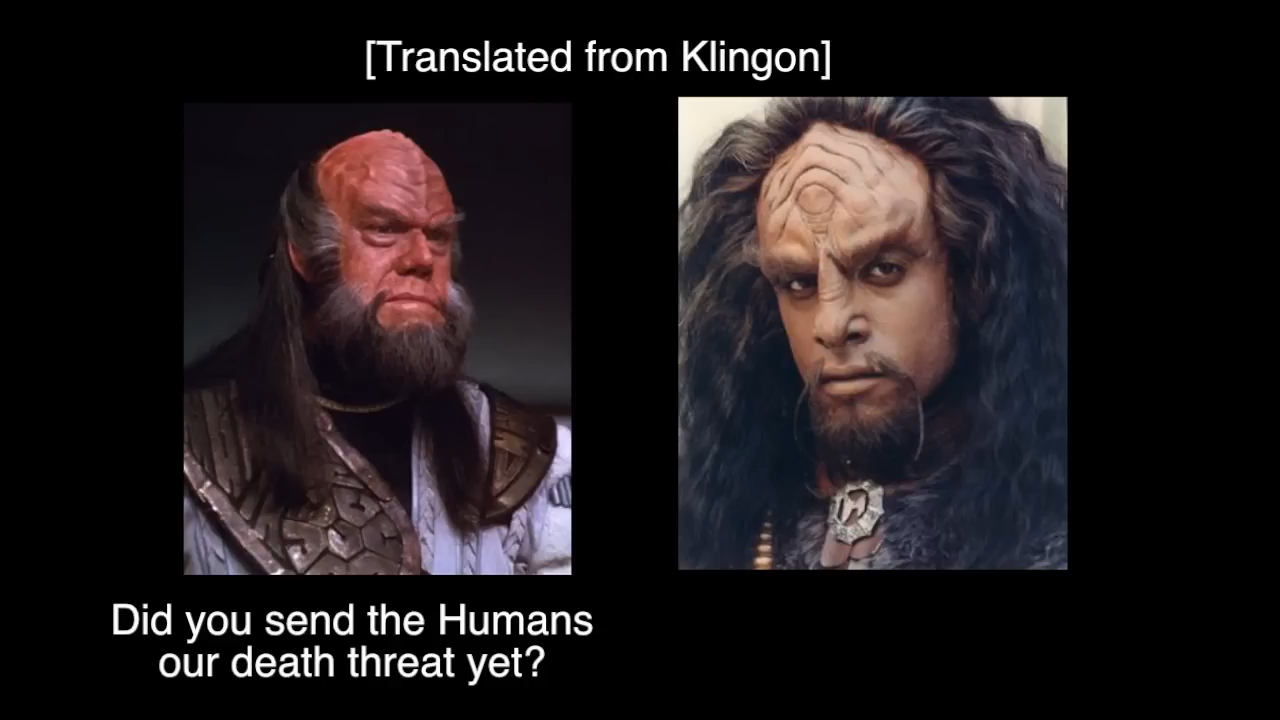 [Translated from Klingon]
Did you send the Humans
our death threat yet?